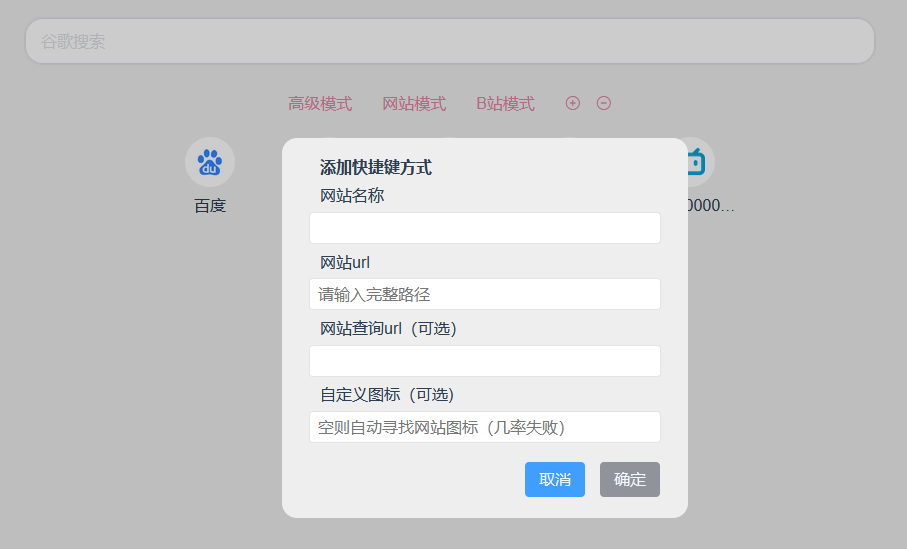 谷歌搜索
高级模式 网站模式 B站模式
du
百度
0000...
添加快捷键方式
网站名称
网站url
请输入完整路径
网站查询url（可选）
自定义图标（可选）
空则自动寻找网站图标（几率失败）
取消 确定